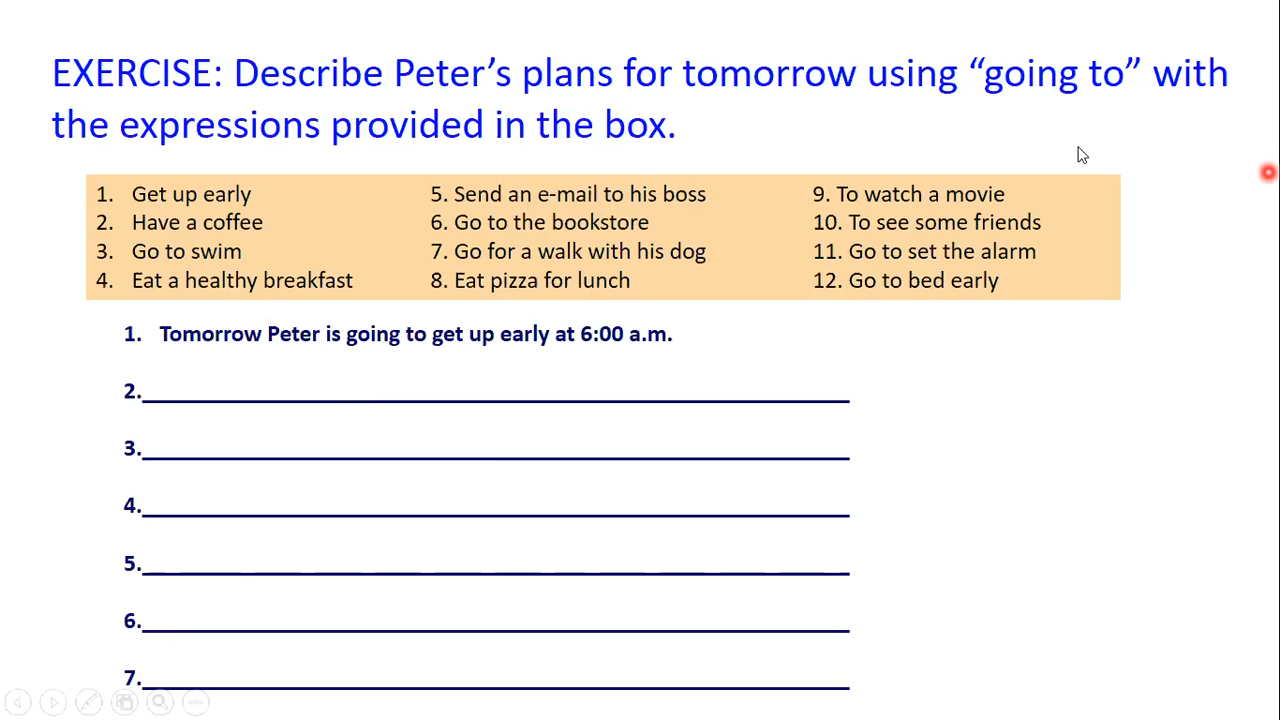 EXERCISE: Describe Peter’s plans for tomorrow using “going to” with
the expressions provided in the box.
1. Get up early
2. Have a coffee
3. Go to swim
4. Eat a healthy breakfast
5. Send an e-mail to his boss
6. Go to the bookstore
7. Go for a walk with his dog
8. Eat pizza for lunch
9. To watch a movie
10. To see some friends
11. Go to set the alarm
12. Go to bed early
1. Tomorrow Peter is going to get up early at 6:00 a.m.
2.
3.
4.
5.
6.
7.